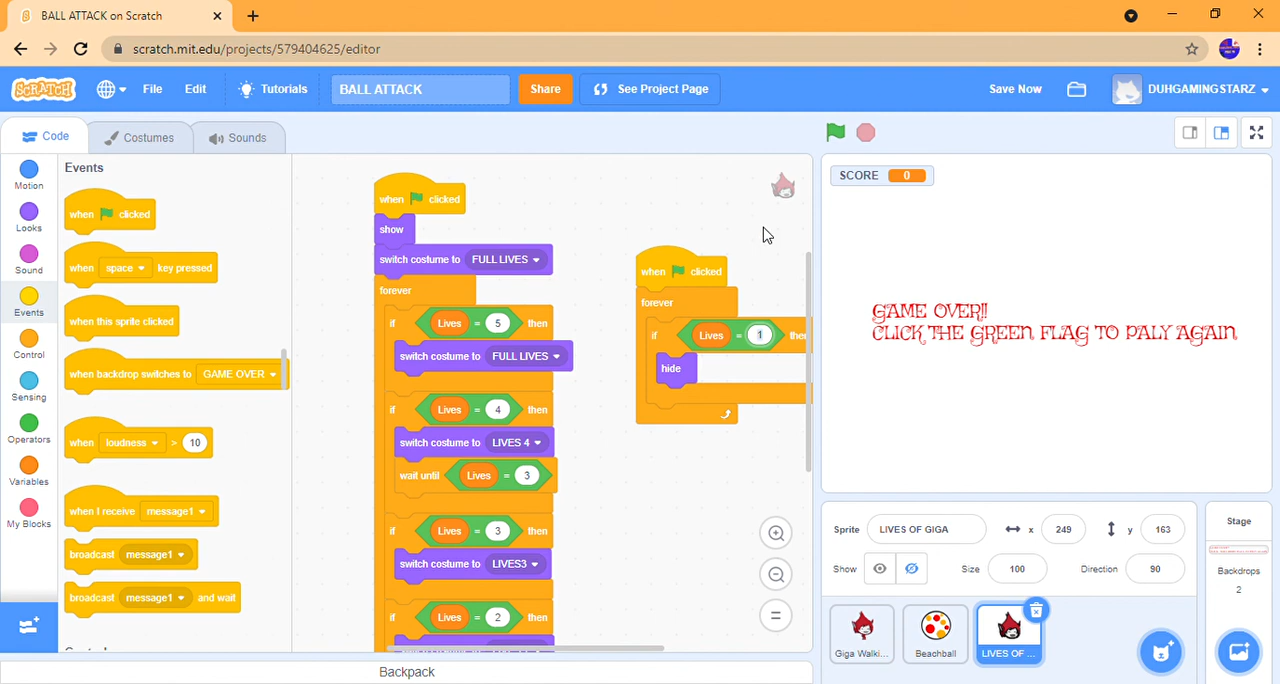 BALL ATTACK on Scratch
scratch.mit.edu/projects/579404625/editor
SCRATCH File Edit Tutorials BALL ATTACK Share See Project Page Save Now DUHGAMINGSTARZ
Code Costumes Sounds
Motion
Looks
Sound
Events
Control
Sensing
Operators
Variables
My Blocks
Events
when clicked
when space key pressed
when this sprite clicked
when backdrop switches to GAME OVER
when loudness > 10
when I receive message1
broadcast message1
broadcast message1 and wait
when clicked
show
switch costume to FULL LIVES
forever
if Lives = 5 then
switch costume to FULL LIVES
if Lives = 4 then
switch costume to LIVES 4
wait until Lives = 3
if Lives = 3 then
switch costume to LIVES3
if Lives = 2 then
when clicked
forever
if Lives = 1 then
hide
=
Backpack
SCORE 0
GAME OVER!!
CLICK THE GREEN FLAG TO PALY AGAIN
Sprite LIVES OF GIGA x 249 y 163
Show Size 100 Direction 90
Giga Walki... Beachball LIVES OF ...
Stage
Backdrops
2